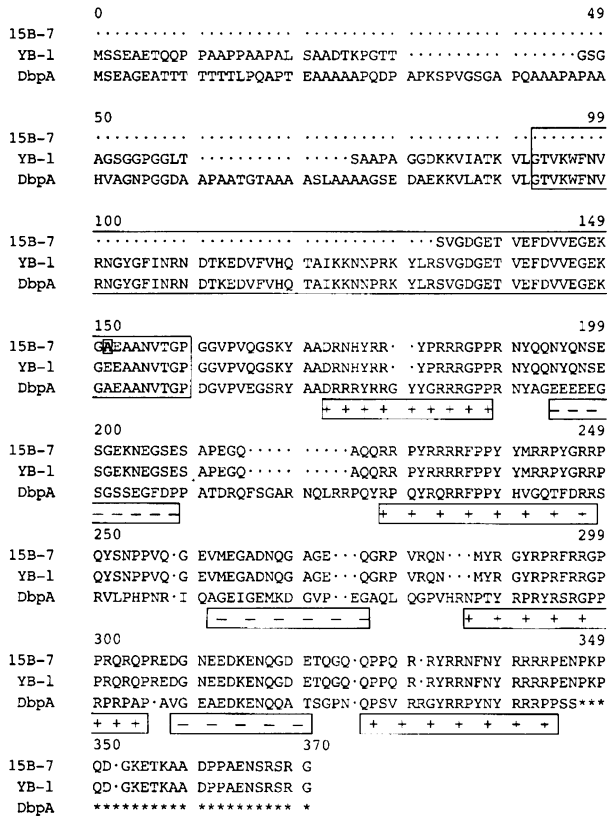 0 49
15B-7 ·········· ·········· ·········· ·········· ··········
YB-1 MSSEAETQQP PAAPPAAPAL SAADTKPGTT ·········· ·······GSG
DbpA MSEAGEATTT TTTTLPQAPT EAAAAAPQDP APKSPVGSGA PQAAAPAPAA
50 99
15B-7 ·········· ·········· ·········· ·········· ··········
YB-1 AGSGGPGGLT ·········· ·····SAAPAG GDKKVIATKV LGTVKWFNV
DbpA HVAGNPGGDA APAATGTAAA ASLAAAAGSE DAEKKVLATKV LGTVKWFNV
100 149
15B-7 ·········· ·········· ·········· ····SVGDGET VEFDVVEGEK
YB-1 RNGYGFINRN DTKEDVFVHQ TAIKKNNPRK YLRSVGDGET VEFDVVEGEK
DbpA RNGYGFINRN DTKEDVFVHQ TAIKKNNPRK YLRSVGDGET VEFDVVEGEK
150 199
15B-7 GAEAANVTGP GGVPVQGSKY AADRNHYRR· ·YPRRRGPPR NYQQNYQNSE
YB-1 GEEAANVTGP GGVPVQGSKY AADRNHYRR· ·YPRRRGPPR NYQQNYQNSE
DbpA GAEAANVTGP DGVPVEGSRY AADRRRYRRG YYGRRRGPPR NYAGEEEEEG
+ + + + + + + + + – – –
200 249
15B-7 SGEKNEGSES APEGQ····· ·····AQQRR PYRRRRFPPY YMRRPYGRRP
YB-1 SGEKNEGSES APEGQ····· ·····AQQRR PYRRRRFPPY YMRRPYGRRP
DbpA SGSSEGFDPP ATDRQFSGAR NQLRRPQYRP QYRQRRFPPY HVGQTFDRRS
– – – – – + + + + + + + +
250 299
15B-7 QYSNPPVQ·G EVMEGADNQG AGE···QGRP VRQN···MYR GYRPRFRRGP
YB-1 QYSNPPVQ·G EVMEGADNQG AGE···QGRP VRQN···MYR GYRPRFRRGP
DbpA RVLPHPNR·I QAGEIGEMKD GVP··EGAQL QGPVHRNPTY RPRYRSRGPP
– – – – – – + + + + +
300 349
15B-7 PRQRQPREDG NEEDKENQGD ETQGQ·QPPQ R·RYRRNFNY RRRRPENPKP
YB-1 PRQRQPREDG NEEDKENQGD ETQGQ·QPPQ R·RYRRNFNY RRRRPENPKP
DbpA RPRPAP·AVG EAEDKENQQA TSGPN·QPSV RRGYRRPYNY RRRPPSS***
+ + + – – – – – – + + + + + + + +
350 370
15B-7 QD·GKETKAA DPPAENSRSR G
YB-1 QD·GKETKAA DPPAENSRSR G
DbpA ********** ********** *